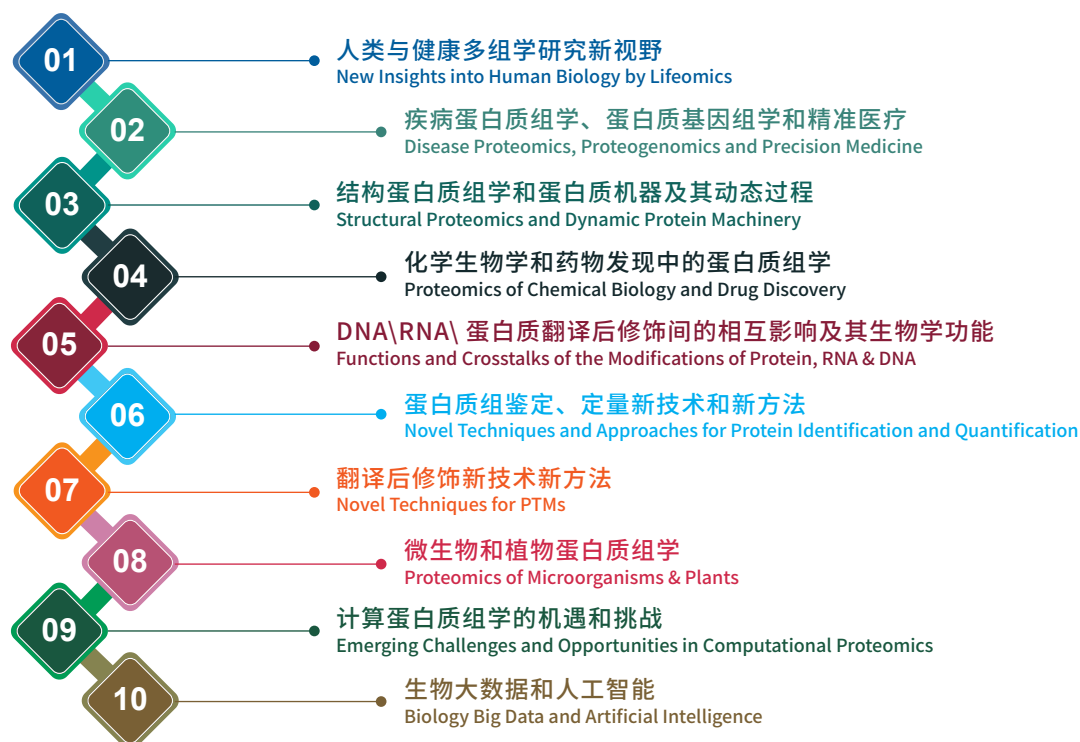 01
人类与健康多组学研究新视野
New Insights into Human Biology by Lifeomics
02
疾病蛋白质组学、蛋白质基因组学和精准医疗
Disease Proteomics, Proteogenomics and Precision Medicine
03
结构蛋白质组学和蛋白质机器及其动态过程
Structural Proteomics and Dynamic Protein Machinery
04
化学生物学和药物发现中的蛋白质组学
Proteomics of Chemical Biology and Drug Discovery
05
DNA\RNA\ 蛋白质翻译后修饰间的相互影响及其生物学功能
Functions and Crosstalks of the Modifications of Protein, RNA & DNA
06
蛋白质组鉴定、定量新技术和新方法
Novel Techniques and Approaches for Protein Identification and Quantification
07
翻译后修饰新技术新方法
Novel Techniques for PTMs
08
微生物和植物蛋白质组学
Proteomics of Microorganisms & Plants
09
计算蛋白质组学的机遇和挑战
Emerging Challenges and Opportunities in Computational Proteomics
10
生物大数据和人工智能
Biology Big Data and Artificial Intelligence